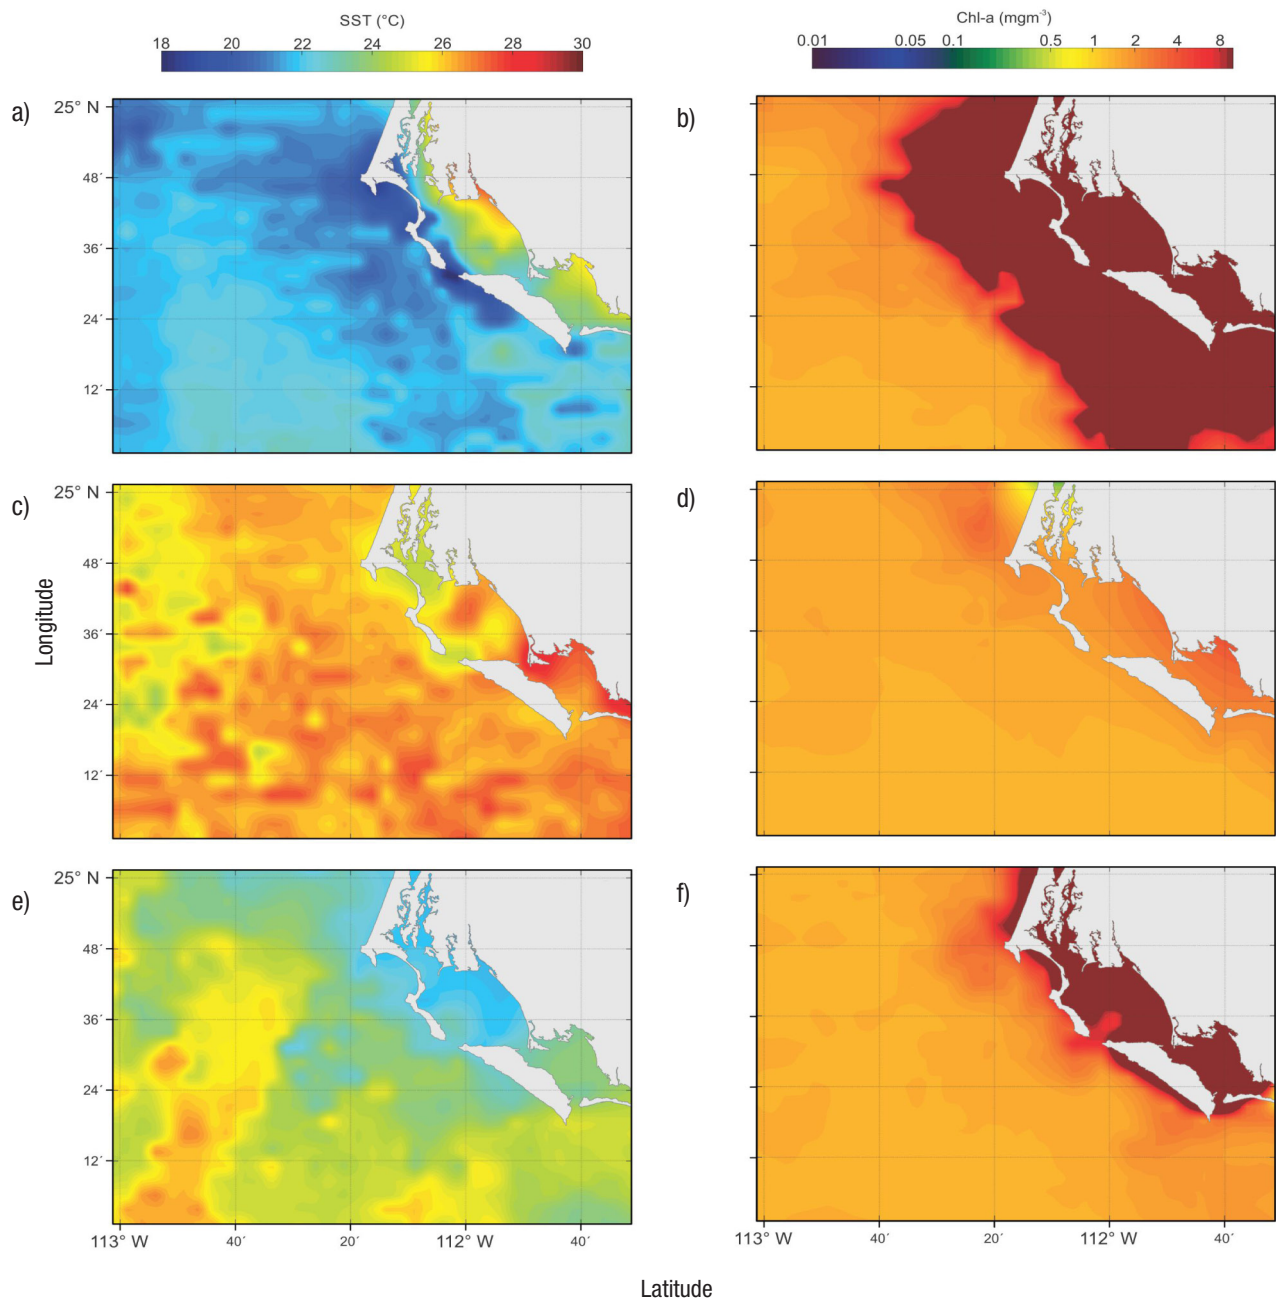 SST (°C)
18 20 22 24 26 28 30
Chl-a (mgm⁻³)
0.01 0.05 0.1 0.5 1 2 4 8
a)
25° N
48´
36´
24´
12´
b)
c)
25° N
48´
36´
24´
12´
d)
Longitude
e)
25° N
48´
36´
24´
12´
f)
113° W 40´ 20´ 112° W 40´
113° W 40´ 20´ 112° W 40´
Latitude